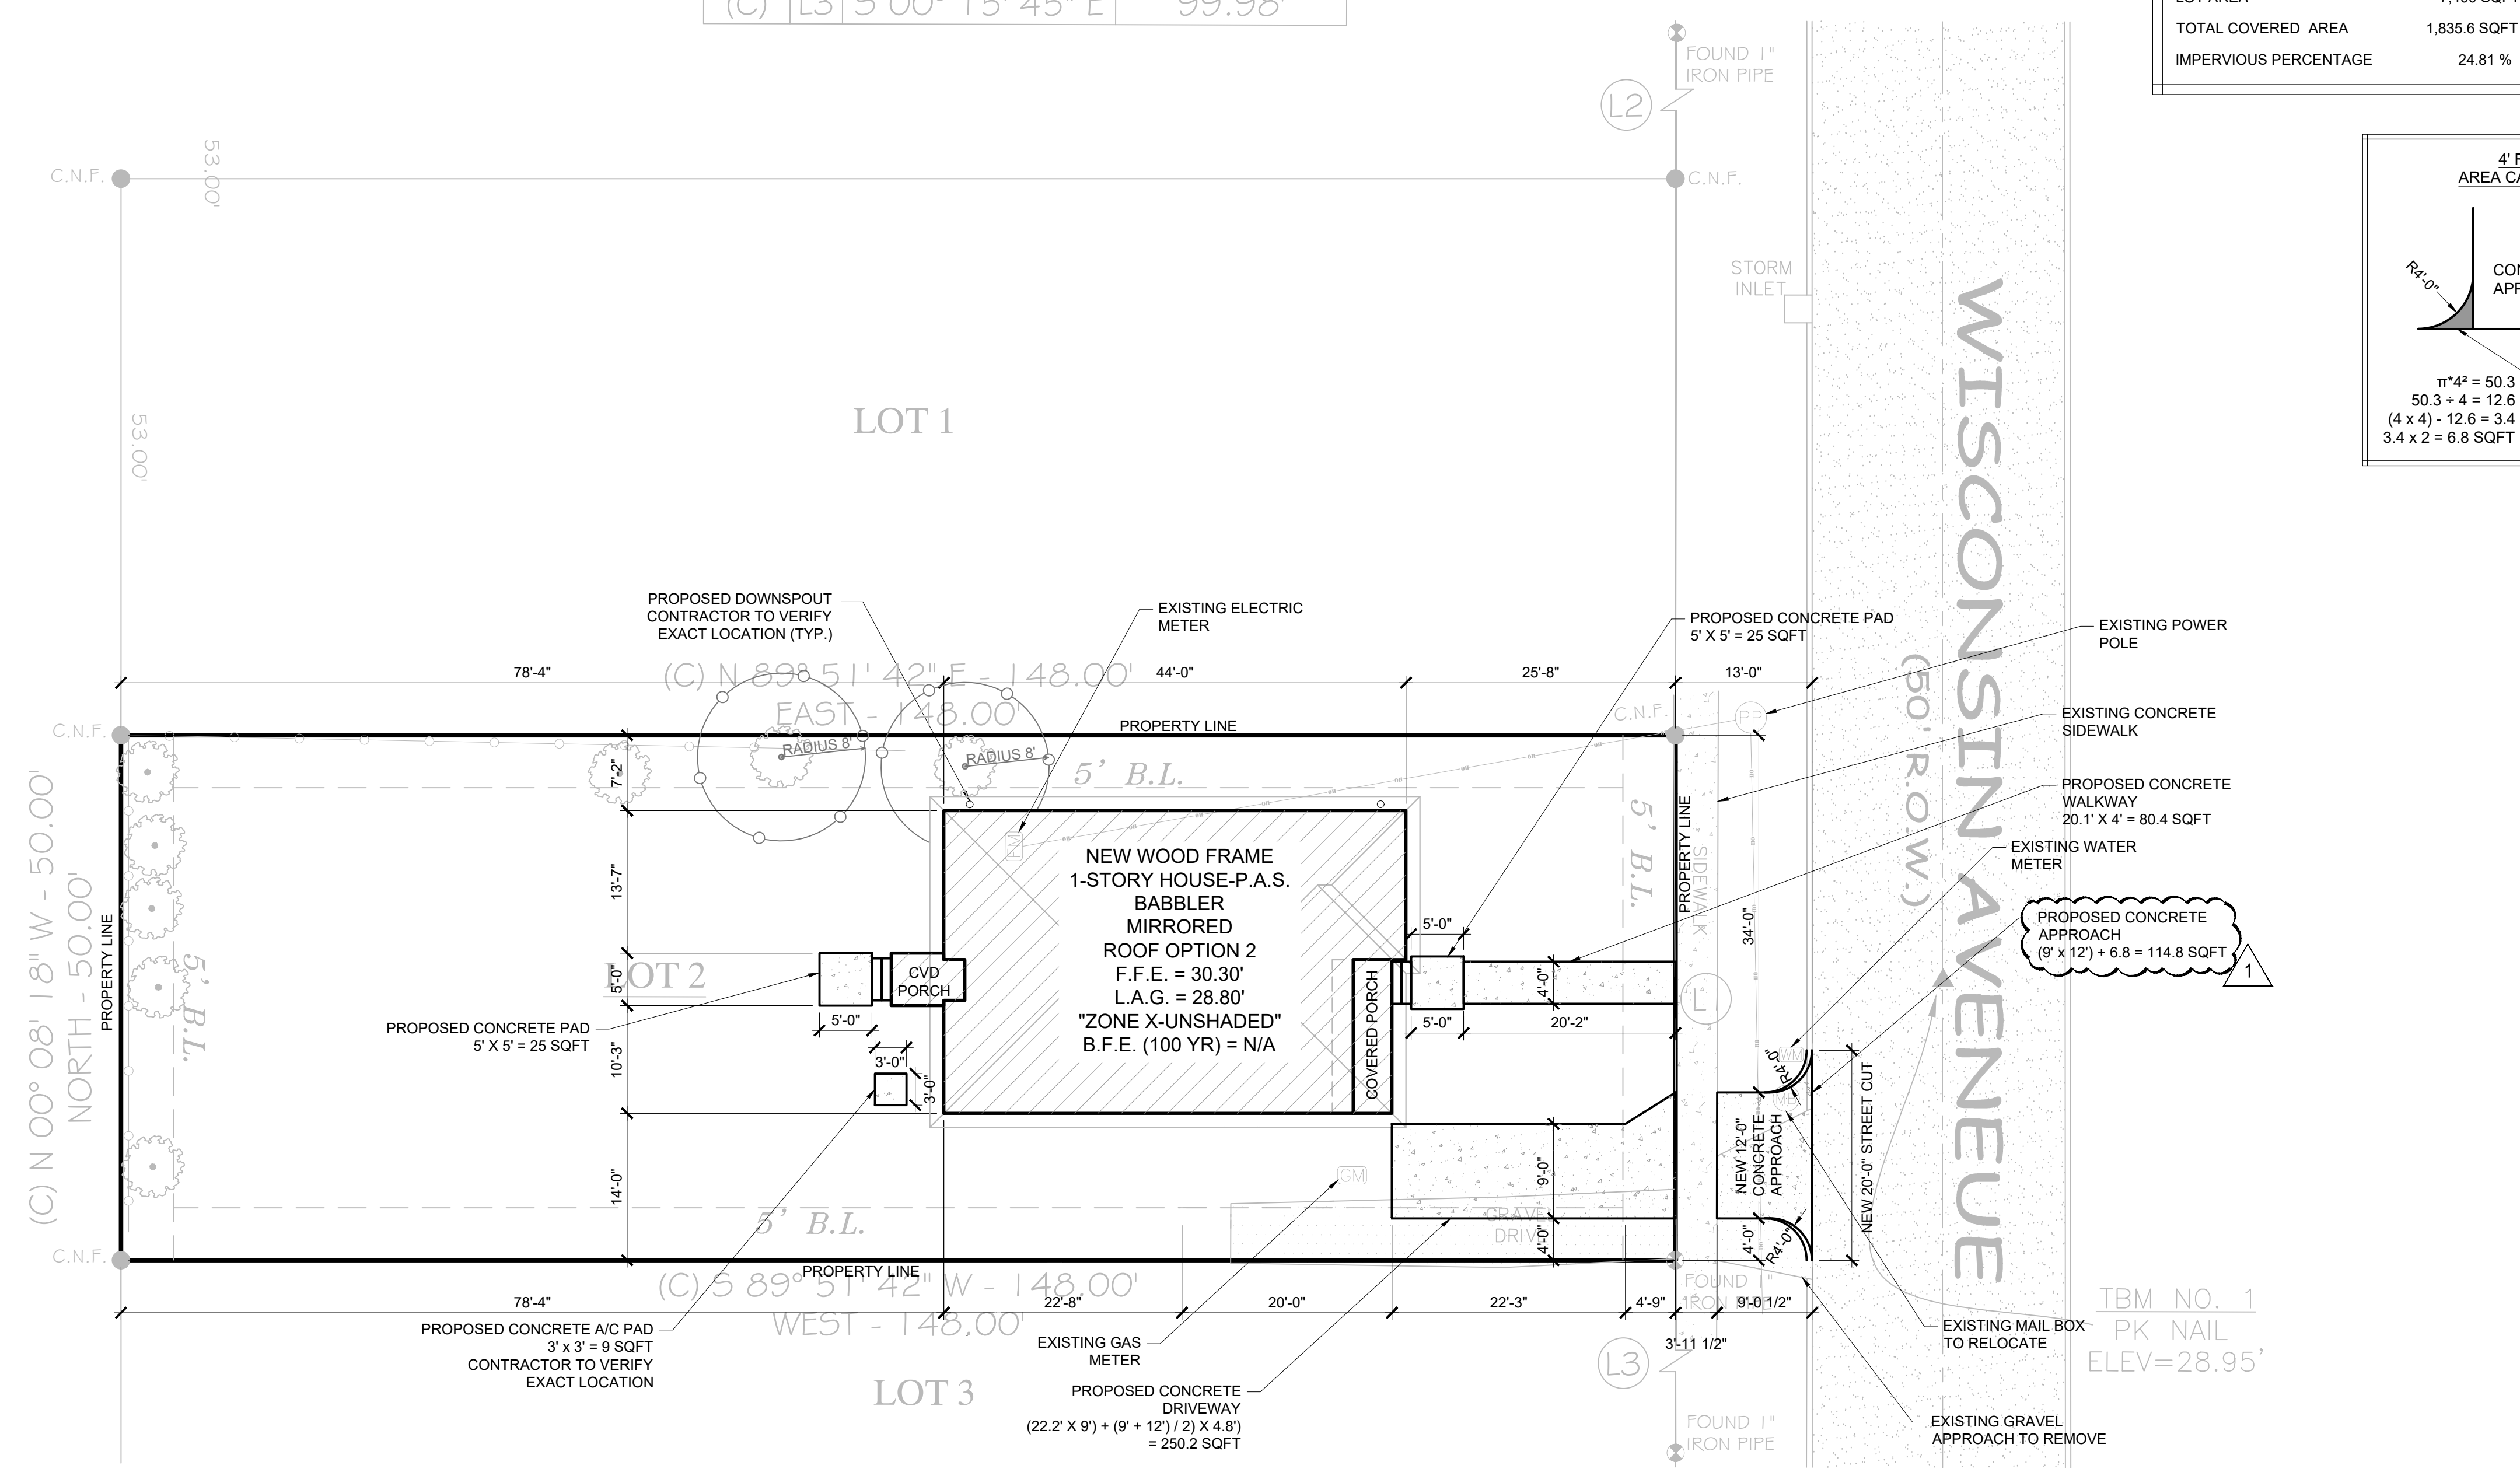 (C) L3 S 00° 15' 45" E 99.98'
TOTAL COVERED AREA 1,835.6 SQFT
IMPERVIOUS PERCENTAGE 24.81 %
FOUND 1"
IRON PIPE
L2
C.N.F.
53.00'
C.N.F.
53.00'
LOT 1
STORM
INLET
R4'-0"
π*4² = 50.3
50.3 ÷ 4 = 12.6
(4 x 4) - 12.6 = 3.4
3.4 x 2 = 6.8 SQFT
WISCONSIN AVENEUE
(50' R.O.W.)
PROPOSED DOWNSPOUT
CONTRACTOR TO VERIFY
EXACT LOCATION (TYP.)
EXISTING ELECTRIC
METER
PROPOSED CONCRETE PAD
5' X 5' = 25 SQFT
EXISTING POWER
POLE
78'-4"
(C) N 89° 51' 42" E - 148.00'
44'-0"
25'-8"
13'-0"
EAST - 148.00'
PROPERTY LINE
C.N.F.
C.N.F.
PP
EXISTING CONCRETE
SIDEWALK
RADIUS 8'
RADIUS 8'
5' B.L.
7'-2"
PROPOSED CONCRETE
WALKWAY
20.1' X 4' = 80.4 SQFT
EXISTING WATER
METER
EM
5' B.L.
PROPERTY LINE
SIDEWALK
34'-0"
13'-7"
NEW WOOD FRAME
1-STORY HOUSE-P.A.S.
BABBLER
MIRRORED
ROOF OPTION 2
F.F.E. = 30.30'
L.A.G. = 28.80'
"ZONE X-UNSHADED"
B.F.E. (100 YR) = N/A
PROPOSED CONCRETE
APPROACH
(9' x 12') + 6.8 = 114.8 SQFT
1
(C) N 00° 08' 18" W - 50.00'
NORTH - 50.00'
PROPERTY LINE
5' B.L.
LOT 2
5'-0"
CVD
PORCH
COVERED PORCH
5'-0"
4'-0"
5'-0"
20'-2"
L1
PROPOSED CONCRETE PAD
5' X 5' = 25 SQFT
5'-0"
10'-3"
3'-0"
3'-0"
WM
R4'-0"
MB
NEW 12'-0"
CONCRETE
APPROACH
NEW 20'-0" STREET CUT
14'-0"
9'-0"
GM
GRAVEL
DRIVE
4'-0"
4'-0"
R4'-0"
5' B.L.
C.N.F.
PROPERTY LINE
(C) S 89° 51' 42" W - 148.00'
WEST - 148.00'
78'-4"
22'-8"
20'-0"
22'-3"
4'-9"
3'-11 1/2"
9'-0 1/2"
FOUND 1"
IRON PIPE
TBM NO. 1
PK NAIL
ELEV=28.95'
PROPOSED CONCRETE A/C PAD
3' x 3' = 9 SQFT
CONTRACTOR TO VERIFY
EXACT LOCATION
EXISTING GAS
METER
EXISTING MAIL BOX
TO RELOCATE
L3
LOT 3
PROPOSED CONCRETE
DRIVEWAY
(22.2' X 9') + (9' + 12') / 2) X 4.8')
= 250.2 SQFT
FOUND 1"
IRON PIPE
EXISTING GRAVEL
APPROACH TO REMOVE